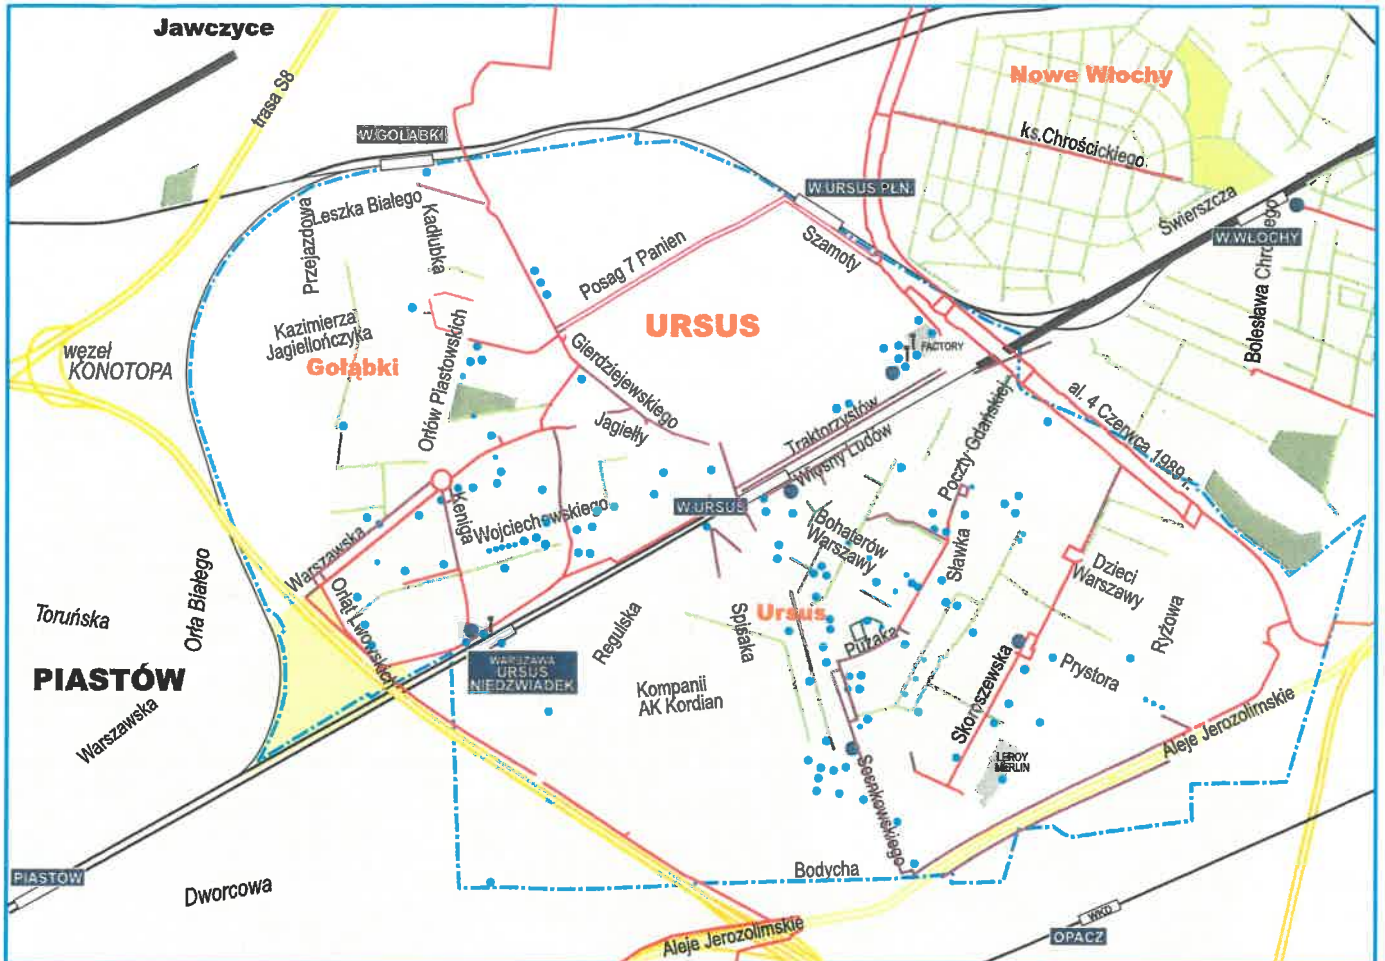 Jawczyce
trasa S8
W.GOŁĄBKI
Nowe Włochy
ks.Chrościckiego
W.URSUS PŁN.
Świerszcza
W.WŁOCHY
Leszka Białego
Przejazdowa
Kadłubka
Szamoty
Posag 7 Panien
URSUS
Kazimierza
Jagiellończyka
Gołąbki
węzeł
KONOTOPA
Orłów Piastowskich
Gierdziejewskiego
FACTORY
Jagiełły
Traktorzystów
Wiosny Ludów
Poczty Gdańskiej
al. 4 Czerwca 1989 r.
W.URSUS
Keniga
Wojciechowskiego
Bohaterów
Warszawy
Sławka
Dzieci
Warszawy
Warszawska
Orląt Lwowskich
Orła Białego
Toruńska
PIASTÓW
Warszawska
WARSZAWA
URSUS
NIEDŹWIADEK
Regulska
Spisaka
Ursus
Pużaka
Ryżowa
Prystora
Kompanii
AK Kordian
Skoroszewska
LEROY
MERLIN
Aleje Jerozolimskie
Sosnkowskiego
Bodycha
PIASTÓW
Dworcowa
Aleje Jerozolimskie
WKD
OPACZ